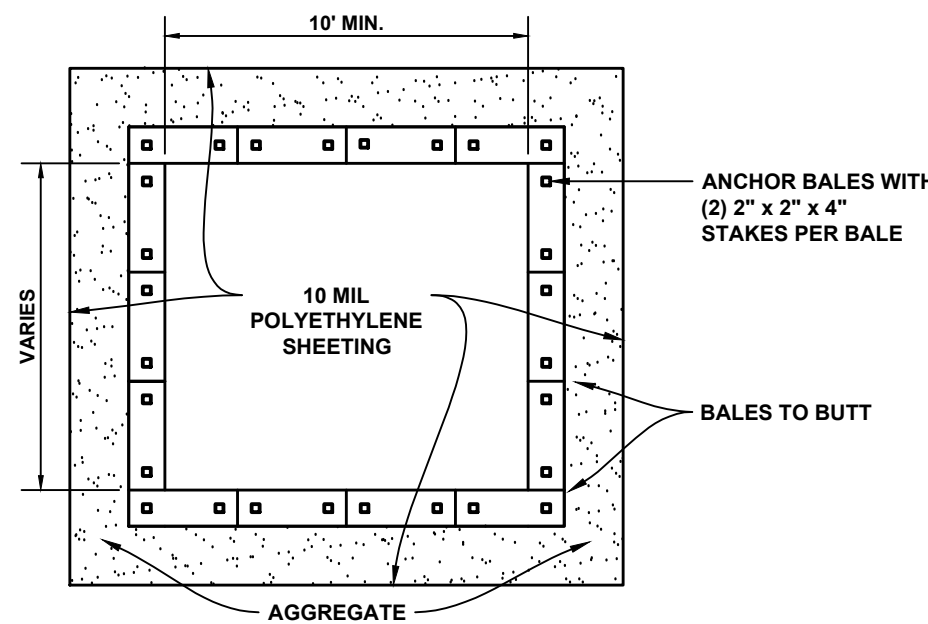 10' MIN.
ANCHOR BALES WITH
(2) 2" x 2" x 4"
STAKES PER BALE
VARIES
10 MIL
POLYETHYLENE
SHEETING
BALES TO BUTT
AGGREGATE